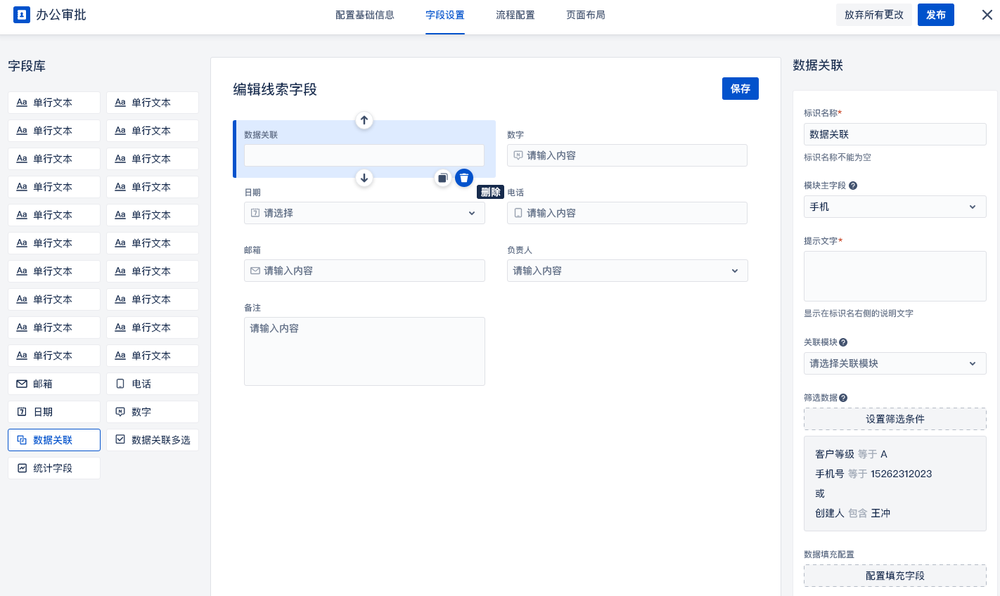 办公审批
配置基础信息 字段设置 流程配置 页面布局
放弃所有更改 发布
字段库
Aa 单行文本 Aa 单行文本
Aa 单行文本 Aa 单行文本
Aa 单行文本 Aa 单行文本
Aa 单行文本 Aa 单行文本
Aa 单行文本 Aa 单行文本
Aa 单行文本 Aa 单行文本
Aa 单行文本 Aa 单行文本
Aa 单行文本 Aa 单行文本
Aa 单行文本 Aa 单行文本
Aa 单行文本 Aa 单行文本
邮箱 电话
日期 数字
数据关联 数据关联多选
统计字段
编辑线索字段 保存
数据关联 数字
请输入内容
删除
日期 电话
请选择 请输入内容
邮箱 负责人
请输入内容 请输入内容
备注
请输入内容
数据关联
标识名称*
数据关联
标识名称不能为空
模块主字段
手机
提示文字*
显示在标识名右侧的说明文字
关联模块
请选择关联模块
筛选数据
设置筛选条件
客户等级 等于 A
手机号 等于 15262312023
或
创建人 包含 王冲
数据填充配置
配置填充字段